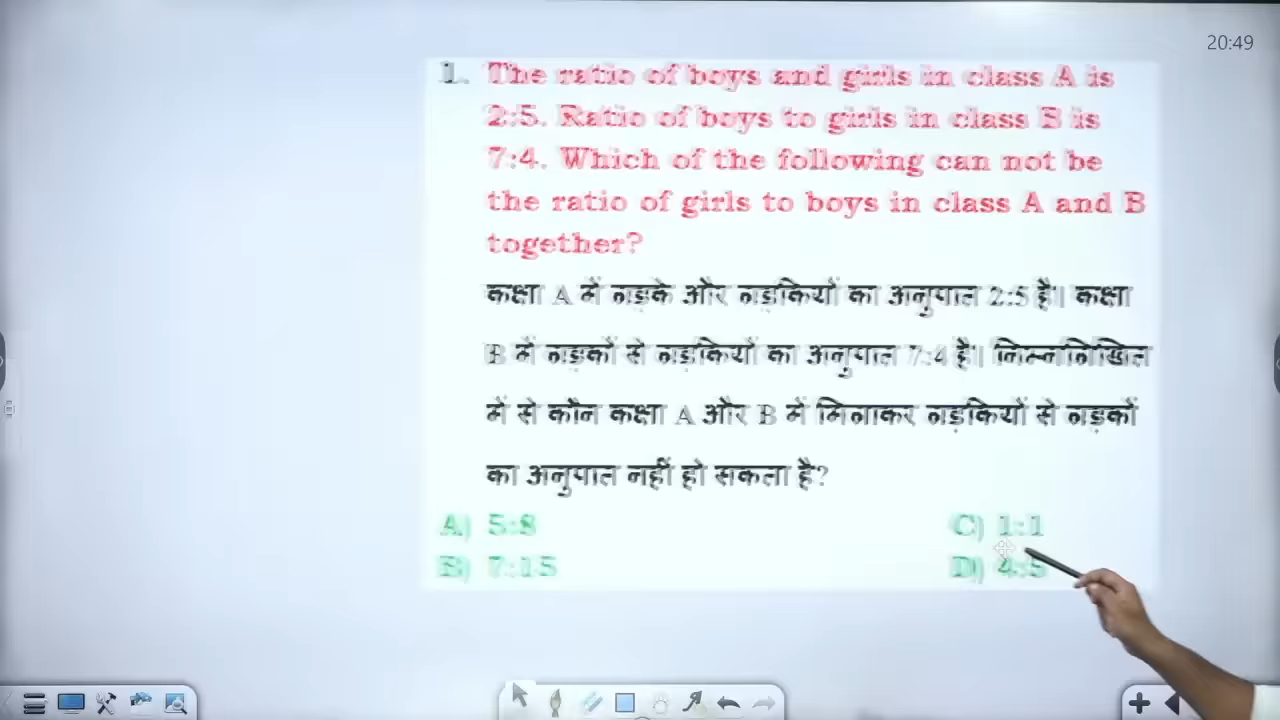 20:49
1. The ratio of boys and girls in class A is
2:5. Ratio of boys to girls in class B is
7:4. Which of the following can not be
the ratio of girls to boys in class A and B
together?
कक्षा A में लड़के और लड़कियों का अनुपात 2:5 है। कक्षा
B में लड़कों से लड़कियों का अनुपात 7:4 है। निम्नलिखित
में से कौन कक्षा A और B में मिलाकर लड़कियों से लड़कों
का अनुपात नहीं हो सकता है?
A) 5:8 C) 1:1
B) 7:15 D) 4:5